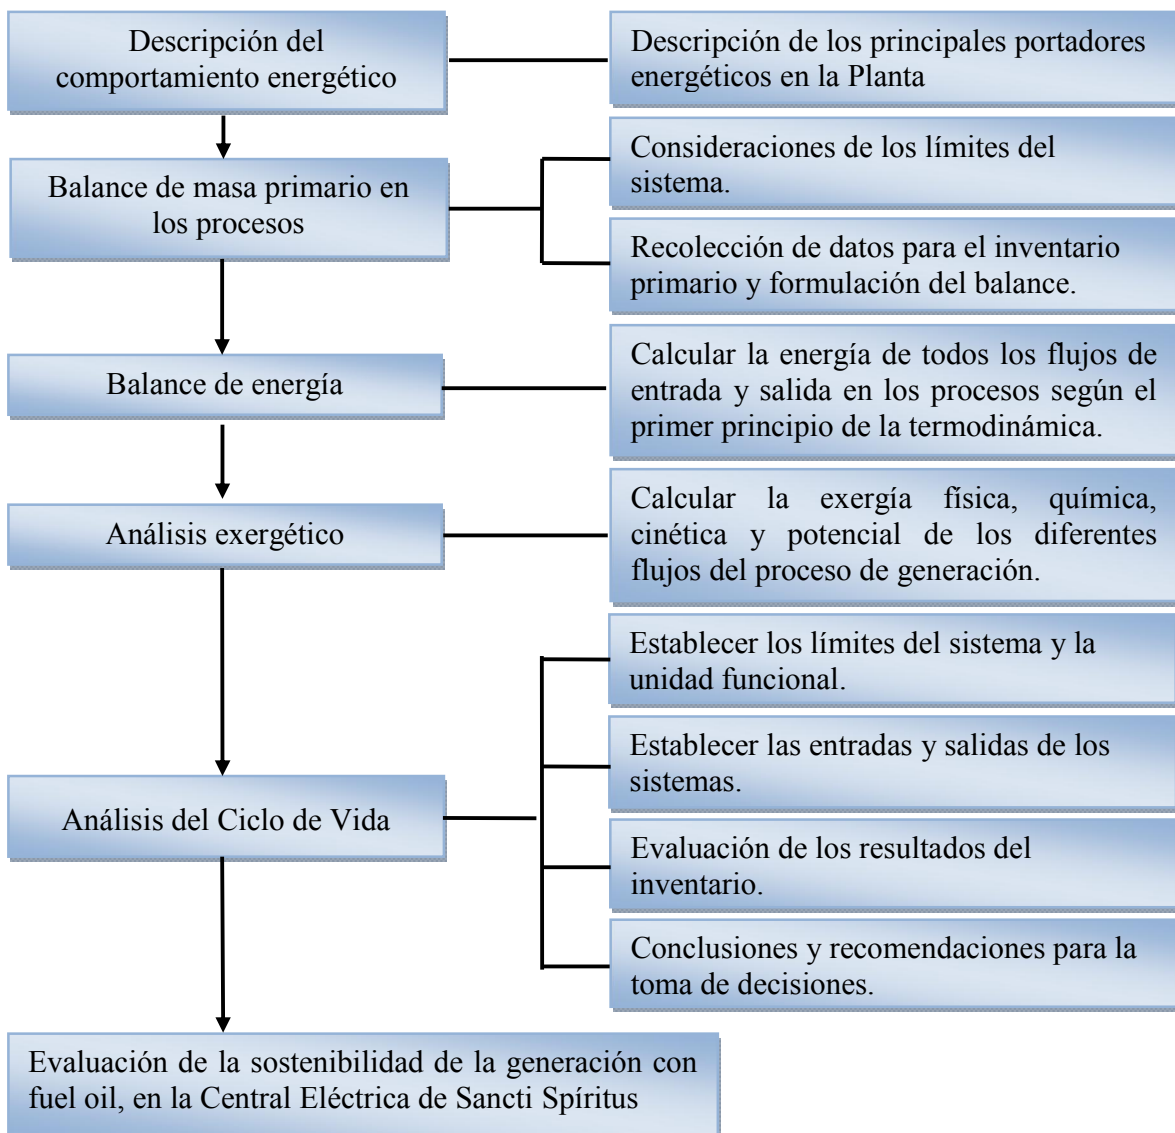 Descripción del
comportamiento energético
Descripción de los principales portadores
energéticos en la Planta
Balance de masa primario en
los procesos
Consideraciones de los límites del
sistema.
Recolección de datos para el inventario
primario y formulación del balance.
Balance de energía
Calcular la energía de todos los flujos de
entrada y salida en los procesos según el
primer principio de la termodinámica.
Análisis exergético
Calcular la exergía física, química,
cinética y potencial de los diferentes
flujos del proceso de generación.
Análisis del Ciclo de Vida
Establecer los límites del sistema y la
unidad funcional.
Establecer las entradas y salidas de los
sistemas.
Evaluación de los resultados del
inventario.
Conclusiones y recomendaciones para la
toma de decisiones.
Evaluación de la sostenibilidad de la generación con
fuel oil, en la Central Eléctrica de Sancti Spíritus